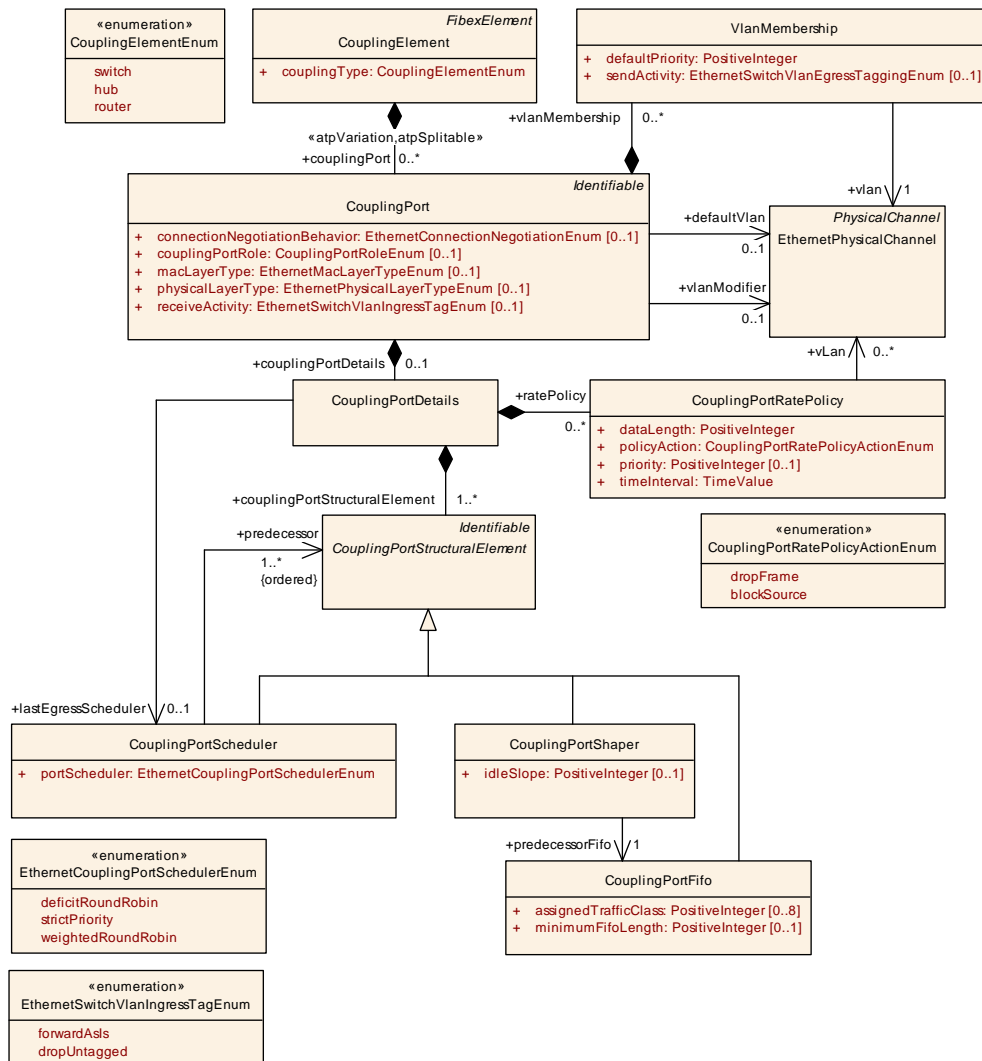 «enumeration»
CouplingElementEnum
switch
hub
router
FibexElement
CouplingElement
+ couplingType: CouplingElementEnum
VlanMembership
+ defaultPriority: PositiveInteger
+ sendActivity: EthernetSwitchVlanEgressTaggingEnum [0..1]
«atpVariation,atpSplitable»
+couplingPort 0..*
+vlanMembership 0..*
Identifiable
CouplingPort
+ connectionNegotiationBehavior: EthernetConnectionNegotiationEnum [0..1]
+ couplingPortRole: CouplingPortRoleEnum [0..1]
+ macLayerType: EthernetMacLayerTypeEnum [0..1]
+ physicalLayerType: EthernetPhysicalLayerTypeEnum [0..1]
+ receiveActivity: EthernetSwitchVlanIngressTagEnum [0..1]
+vlan 1
+defaultVlan
0..1
+vlanModifier
0..1
PhysicalChannel
EthernetPhysicalChannel
+couplingPortDetails 0..1
+vLan 0..*
CouplingPortDetails
+ratePolicy
0..*
CouplingPortRatePolicy
+ dataLength: PositiveInteger
+ policyAction: CouplingPortRatePolicyActionEnum
+ priority: PositiveInteger [0..1]
+ timeInterval: TimeValue
+couplingPortStructuralElement 1..*
+predecessor
1..*
{ordered}
Identifiable
CouplingPortStructuralElement
«enumeration»
CouplingPortRatePolicyActionEnum
dropFrame
blockSource
+lastEgressScheduler 0..1
CouplingPortScheduler
+ portScheduler: EthernetCouplingPortSchedulerEnum
CouplingPortShaper
+ idleSlope: PositiveInteger [0..1]
+predecessorFifo 1
CouplingPortFifo
+ assignedTrafficClass: PositiveInteger [0..8]
+ minimumFifoLength: PositiveInteger [0..1]
«enumeration»
EthernetCouplingPortSchedulerEnum
deficitRoundRobin
strictPriority
weightedRoundRobin
«enumeration»
EthernetSwitchVlanIngressTagEnum
forwardAsIs
dropUntagged